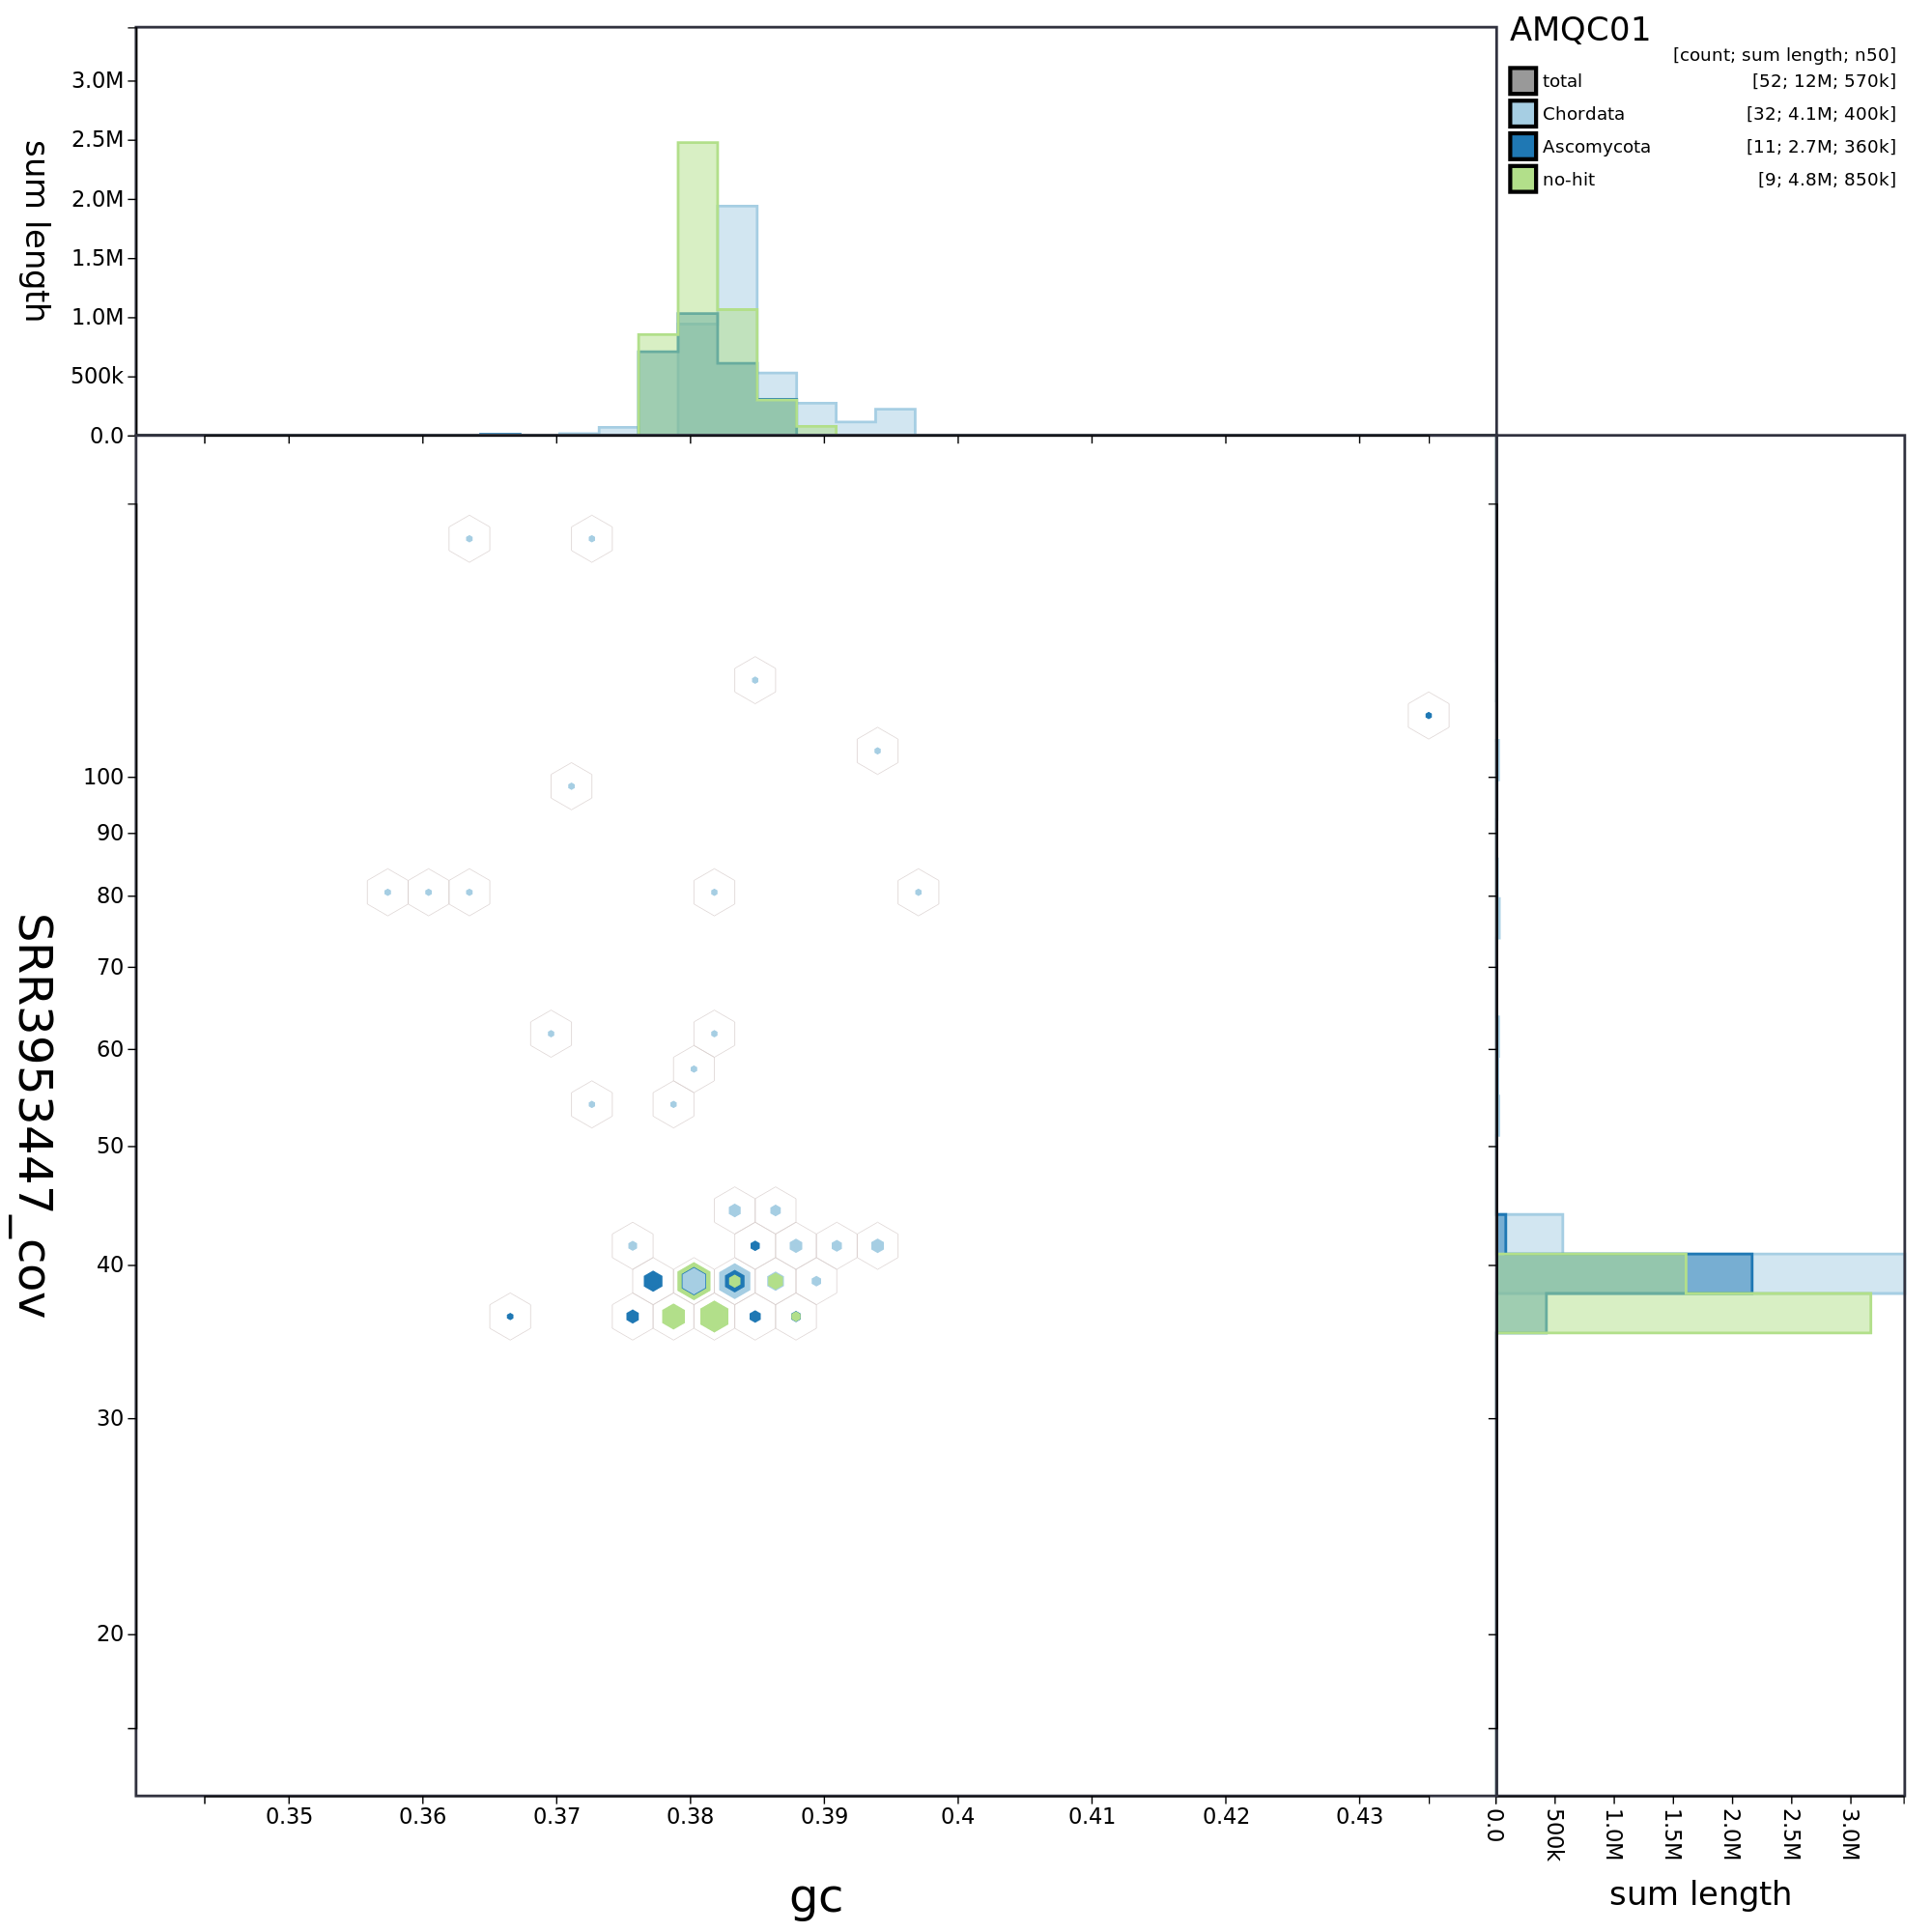 AMQC01
[count; sum length; n50]
total [52; 12M; 570k]
Chordata [32; 4.1M; 400k]
Ascomycota [11; 2.7M; 360k]
no-hit [9; 4.8M; 850k]
sum length
3.0M
2.5M
2.0M
1.5M
1.0M
500k
0.0
SRR3953447_cov
100
90
80
70
60
50
40
30
20
0.35 0.36 0.37 0.38 0.39 0.4 0.41 0.42 0.43
gc
0.0 500k 1.0M 1.5M 2.0M 2.5M 3.0M
sum length